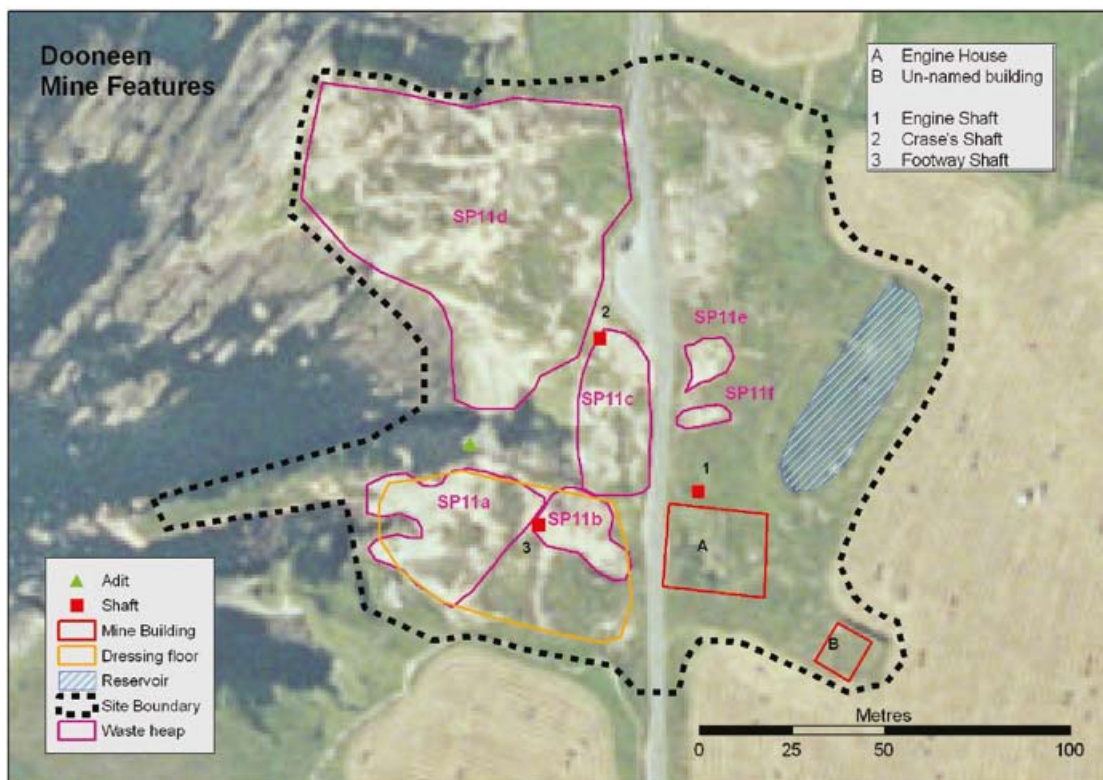 Dooneen
Mine Features
A Engine House
B Un-named building
1 Engine Shaft
2 Crase's Shaft
3 Footway Shaft
SP11d
2
SP11e
SP11f
SP11c
1
SP11a
SP11b
3
A
B
Adit
Shaft
Mine Building
Dressing floor
Reservoir
Site Boundary
Waste heap
Metres
0 25 50 100